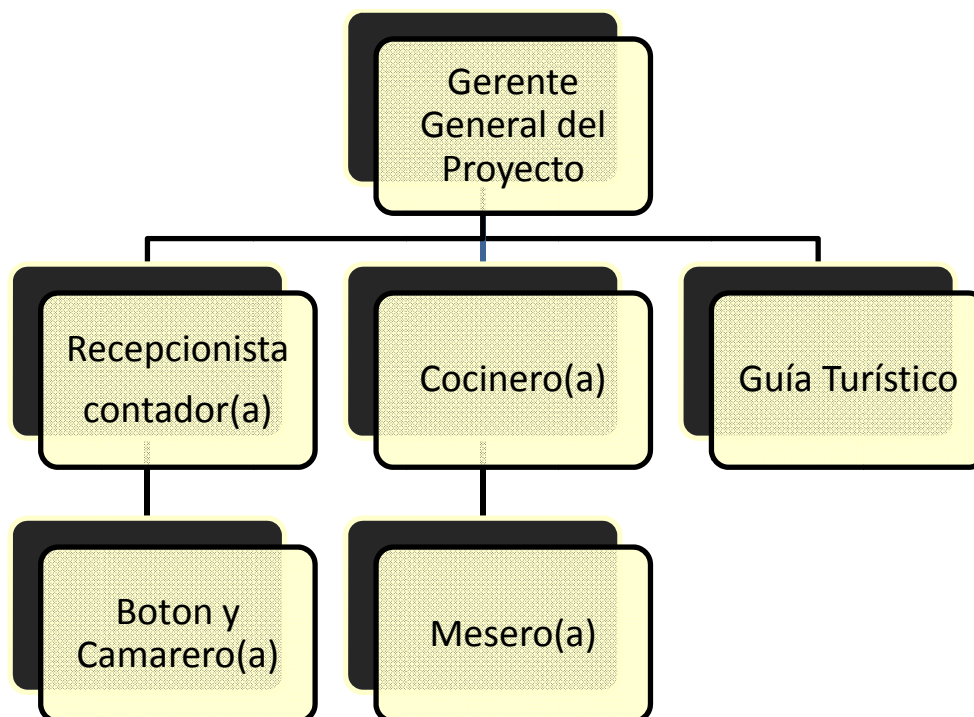 Gerente
General del
Proyecto
Recepcionista
contador(a)
Cocinero(a)
Guía Turístico
Boton y
Camarero(a)
Mesero(a)